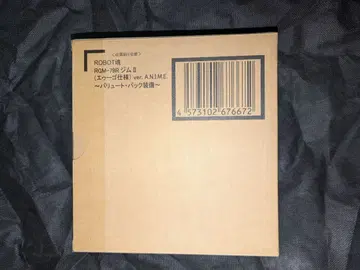 ROBOT魂
RGM-79R ジムⅡ
(エゥーゴ仕様) ver. A.N.I.M.E.
～バリュート・パック装備～
4 573102 676672